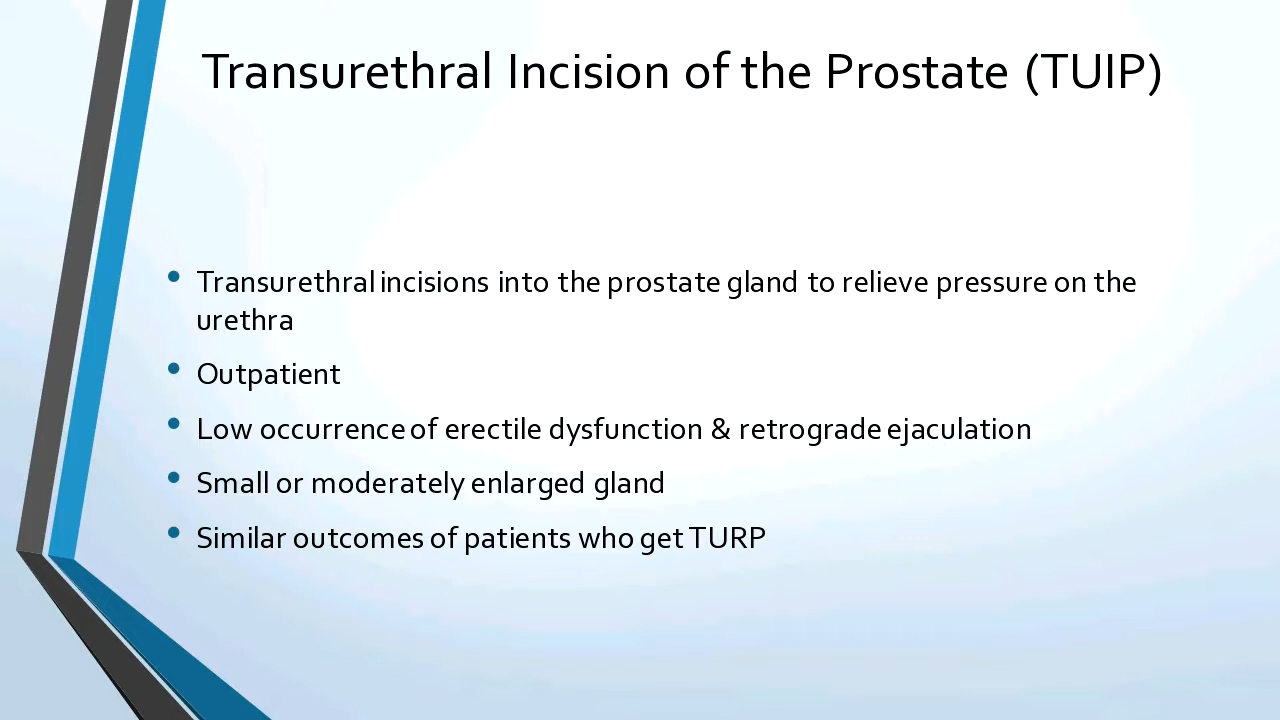 Transurethral Incision of the Prostate (TUIP)
• Transurethral incisions into the prostate gland to relieve pressure on the
urethra
• Outpatient
• Low occurrence of erectile dysfunction & retrograde ejaculation
• Small or moderately enlarged gland
• Similar outcomes of patients who get TURP